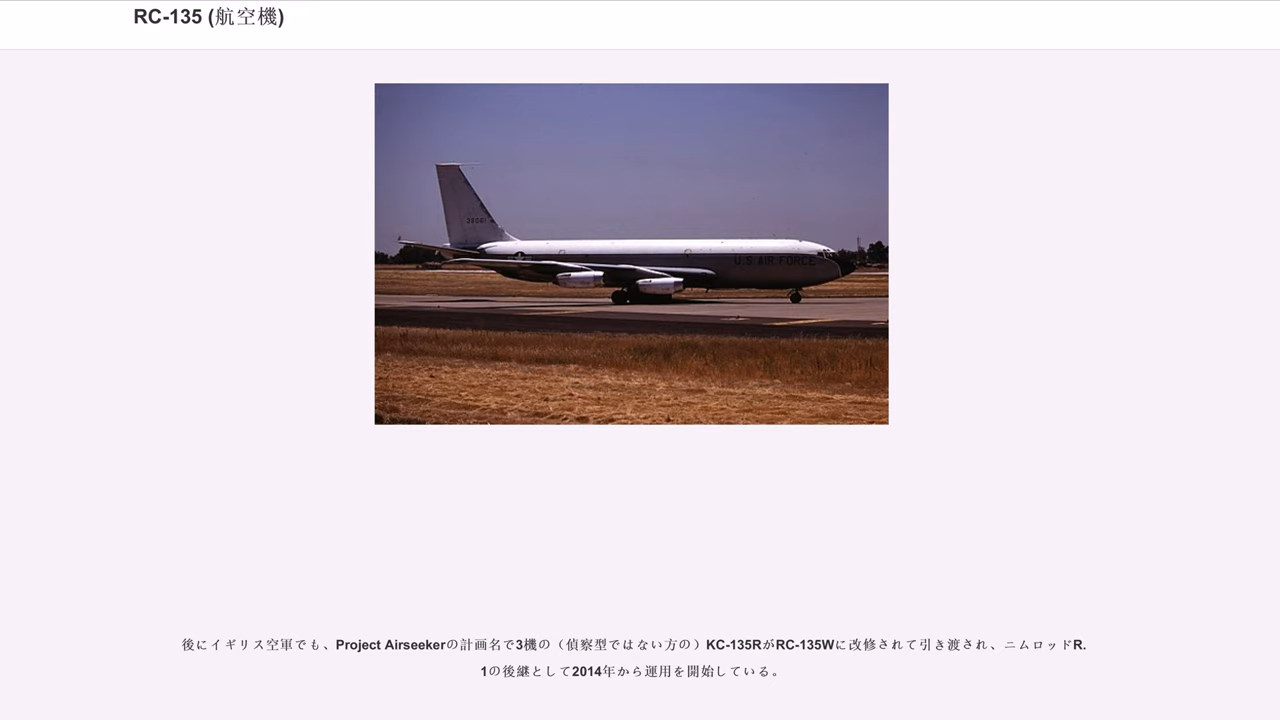 RC-135 (航空機)
U.S. AIR FORCE
後にイギリス空軍でも、Project Airseekerの計画名で3機の（偵察型ではない方の）KC-135RがRC-135Wに改修されて引き渡され、ニムロッドR.
1の後継として2014年から運用を開始している。